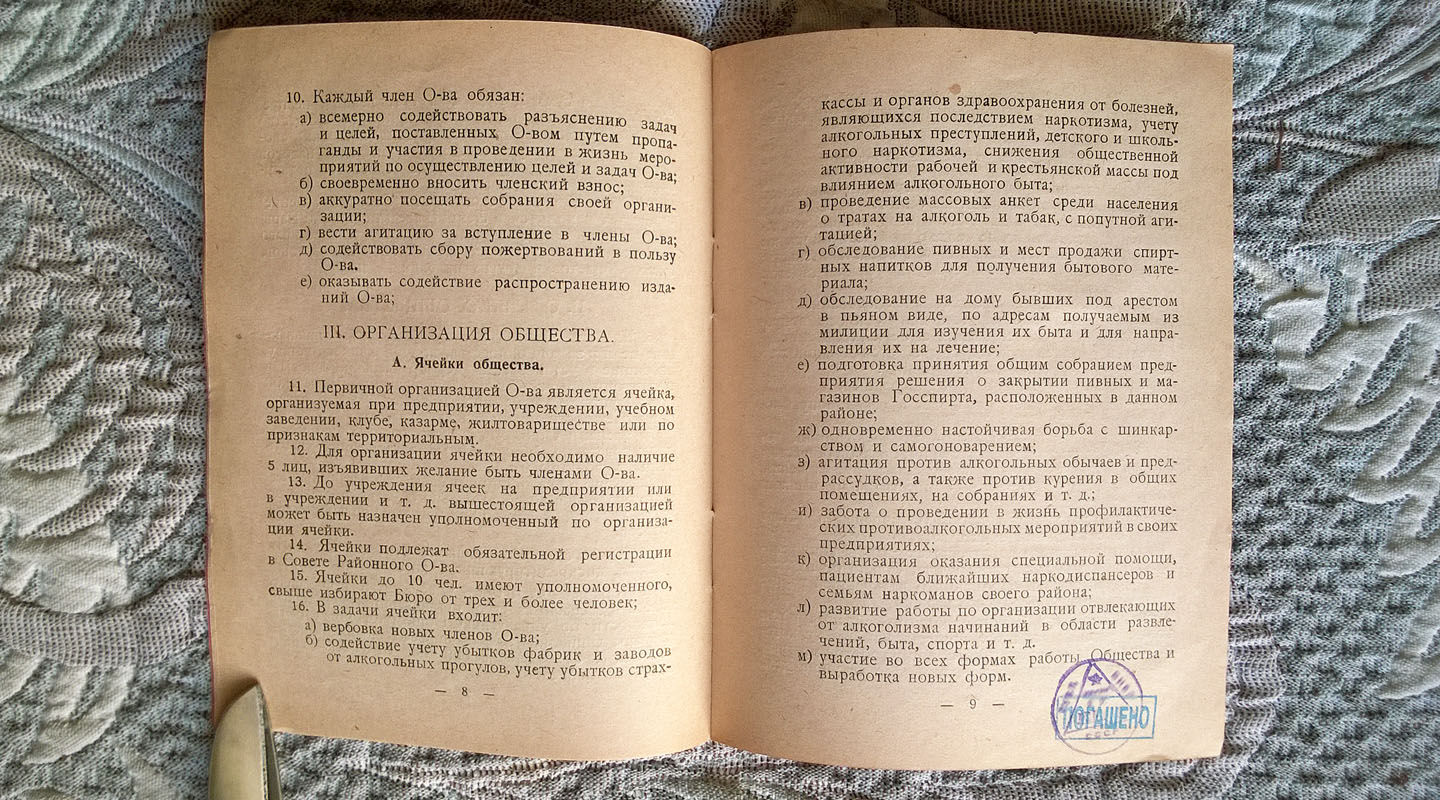 10. Каждый член О-ва обязан:
а) всемерно содействовать разъяснению задач
и целей, поставленных О-вом путем пропа-
ганды и участия в проведении в жизнь меро-
приятий по осуществлению целей и задач О-ва;
б) своевременно вносить членский взнос;
в) аккуратно посещать собрания своей органи-
зации;
г) вести агитацию за вступление в члены О-ва;
д) содействовать сбору пожертвований в пользу
О-ва.
е) оказывать содействие распространению изда-
ний О-ва;
III. ОРГАНИЗАЦИЯ ОБЩЕСТВА.
А. Ячейки общества.
11. Первичной организацией О-ва является ячейка,
организуемая при предприятии, учреждении, учебном
заведении, клубе, казарме, жилтовариществе или по
признакам территориальным.
12. Для организации ячейки необходимо наличие
5 лиц, изъявивших желание быть членами О-ва.
13. До учреждения ячеек на предприятии или
в учреждении и т. д. вышестоящей организацией
может быть назначен уполномоченный по организа-
ции ячейки.
14. Ячейки подлежат обязательной регистрации
в Совете Районного О-ва.
15. Ячейки до 10 чел. имеют уполномоченного,
свыше избирают Бюро от трех и более человек;
16. В задачи ячейки входит:
а) вербовка новых членов О-ва;
б) содействие учету убытков фабрик и заводов
от алкогольных прогулов, учету убытков страх-
— 8 —
кассы и органов здравоохранения от болезней,
являющихся последствием наркотизма, учету
алкогольных преступлений, детского и школь-
ного наркотизма, снижения общественной
активности рабочей и крестьянской массы под
влиянием алкогольного быта;
в) проведение массовых анкет среди населения
о тратах на алкоголь и табак, с попутной аги-
тацией;
г) обследование пивных и мест продажи спирт-
ных напитков для получения бытового мате-
риала;
д) обследование на дому бывших под арестом
в пьяном виде, по адресам получаемым из
милиции для изучения их быта и для напра-
вления их на лечение;
е) подготовка принятия общим собранием пред-
приятия решения о закрытии пивных и ма-
газинов Госспирта, расположенных в данном
районе;
ж) одновременно настойчивая борьба с шинкар-
ством и самогоноварением;
з) агитация против алкогольных обычаев и пред-
рассудков, а также против курения в общих
помещениях, на собраниях и т. д.;
и) забота о проведении в жизнь профилактиче-
ских противоалкогольных мероприятий в своих
предприятиях;
к) организация оказания специальной помощи,
пациентам ближайших наркодиспансеров и
семьям наркоманов своего района;
л) развитие работы по организации отвлекающих
от алкоголизма начинаний в области развле-
чений, быта, спорта и т. д.
м) участие во всех формах работы Общества и
выработка новых форм.
— 9 —
ПОГАШЕНО
СССР